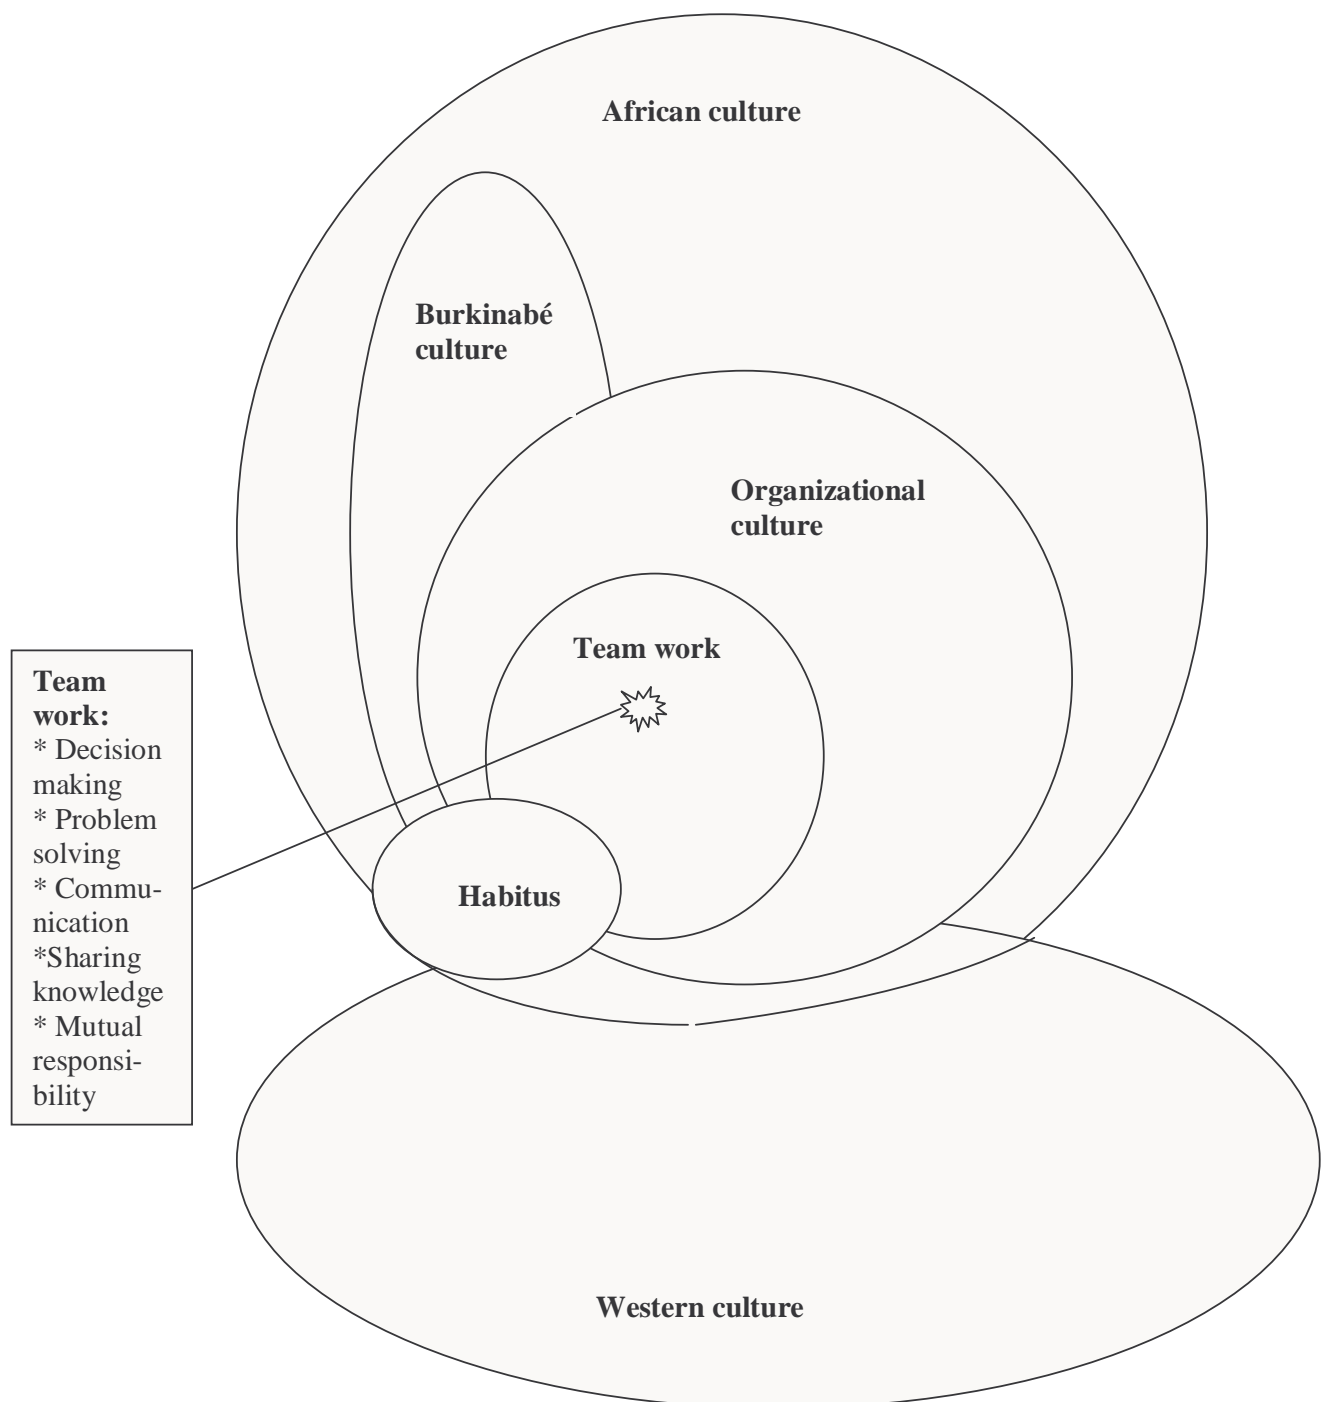 African culture
Burkinabé
culture
Organizational
culture
Team work
Team
work:
* Decision
making
* Problem
solving
* Commu-
nication
*Sharing
knowledge
* Mutual
responsi-
bility
Habitus
Western culture